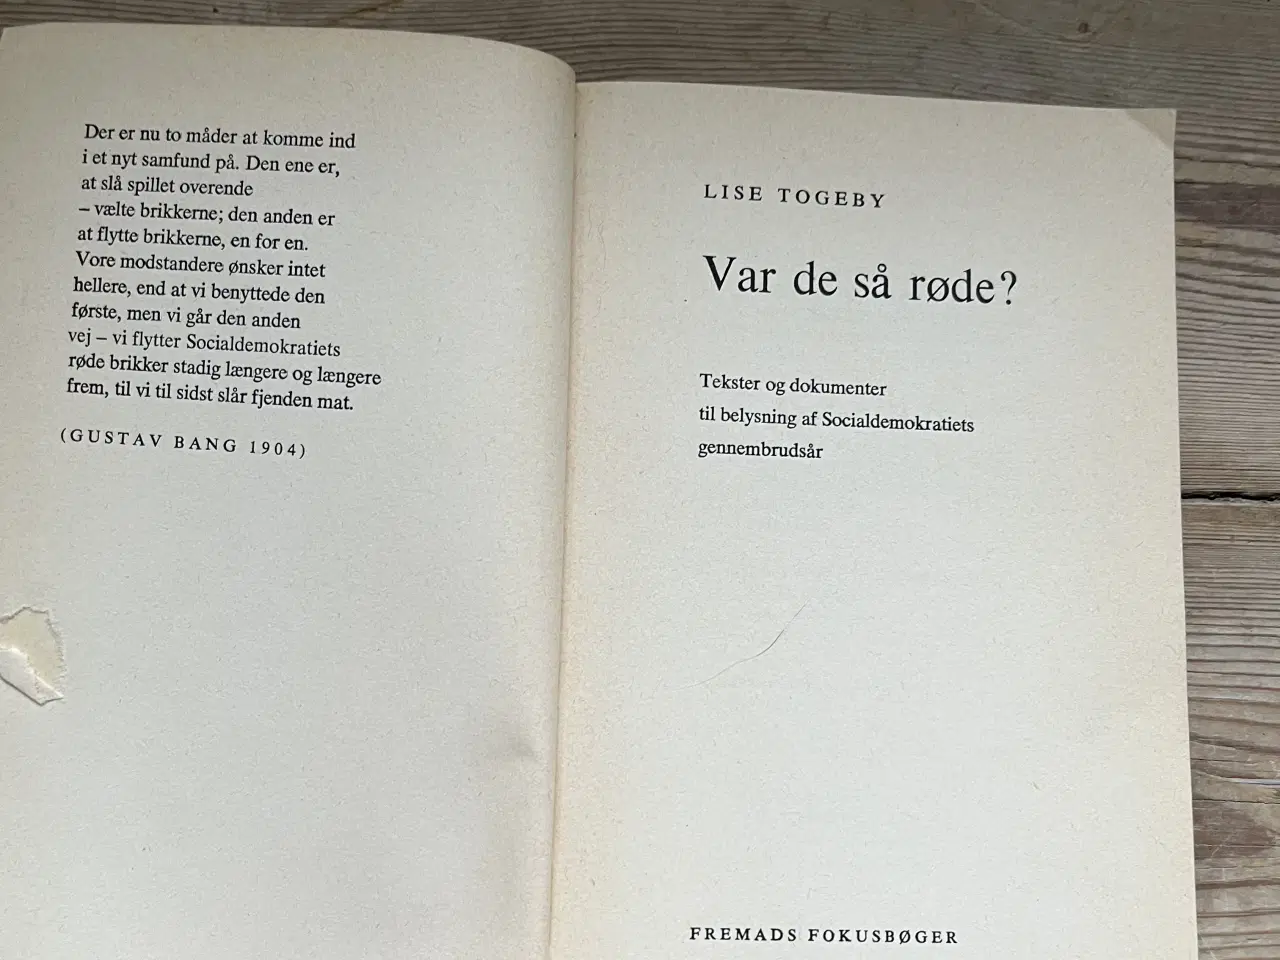 Der er nu to måder at komme ind
i et nyt samfund på. Den ene er,
at slå spillet overende
– vælte brikkerne; den anden er
at flytte brikkerne, en for en.
Vore modstandere ønsker intet
hellere, end at vi benyttede den
første, men vi går den anden
vej – vi flytter Socialdemokratiets
røde brikker stadig længere og længere
frem, til vi til sidst slår fjenden mat.
(GUSTAV BANG 1904)
LISE TOGEBY
Var de så røde?
Tekster og dokumenter
til belysning af Socialdemokratiets
gennembrudsår
FREMADS FOKUSBØGER